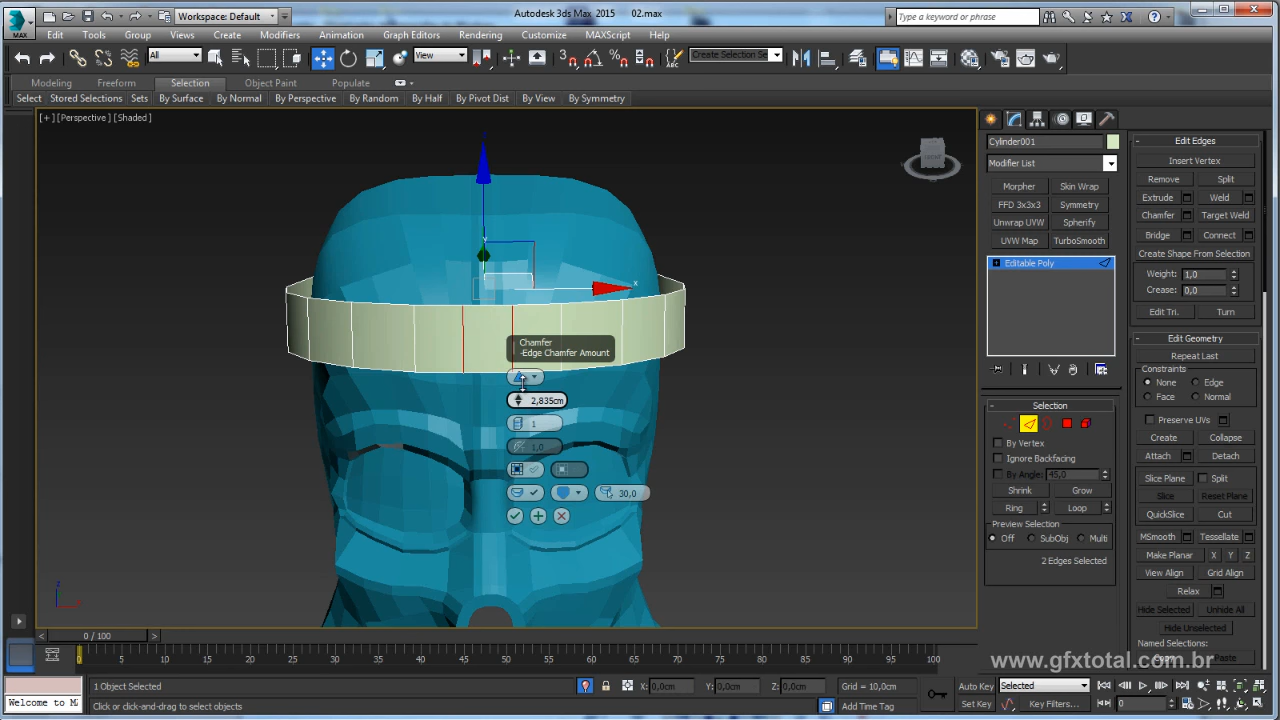 MAX
Workspace: Default
Autodesk 3ds Max 2015 02.max
Type a keyword or phrase
Edit Tools Group Views Create Modifiers Animation Graph Editors Rendering Customize MAXScript Help
All
View
Create Selection Se
Modeling Freeform Selection Object Paint Populate
Select Stored Selections Sets By Surface By Normal By Perspective By Random By Half By Pivot Dist By View By Symmetry
[+] [Perspective] [Shaded]
x
Chamfer
-Edge Chamfer Amount
2,835cm
1
1,0
30,0
z
Cylinder001
Modifier List
Morpher Skin Wrap
FFD 3x3x3 Symmetry
Unwrap UVW Spherify
UVW Map TurboSmooth
Editable Poly
- Selection
By Vertex
Ignore Backfacing
By Angle: 45,0
Shrink Grow
Ring Loop
Preview Selection
Off SubObj Multi
2 Edges Selected
- Edit Edges
Insert Vertex
Remove Split
Extrude Weld
Chamfer Target Weld
Bridge Connect
Create Shape From Selection
Weight: 1,0
Crease: 0,0
Edit Tri. Turn
- Edit Geometry
Repeat Last
Constraints
None Edge
Face Normal
Preserve UVs
Create Collapse
Attach Detach
Slice Plane Split
Slice Reset Plane
QuickSlice Cut
MSmooth Tessellate
Make Planar X Y Z
View Align Grid Align
Relax
Hide Selected Unhide All
Hide Unselected
Named Selections:
Copy Paste
www.gfxtotal.com.br
< 0 / 100 >
0 5 10 15 20 25 30 35 40 45 50 55 60 65 70 75 80 85 90 95 100
1 Object Selected
X: 0,0cm Y: 0,0cm Z: 0,0cm Grid = 10,0cm
Auto Key Selected
Welcome to M
Click or click-and-drag to select objects
Add Time Tag
Set Key Key Filters...
0